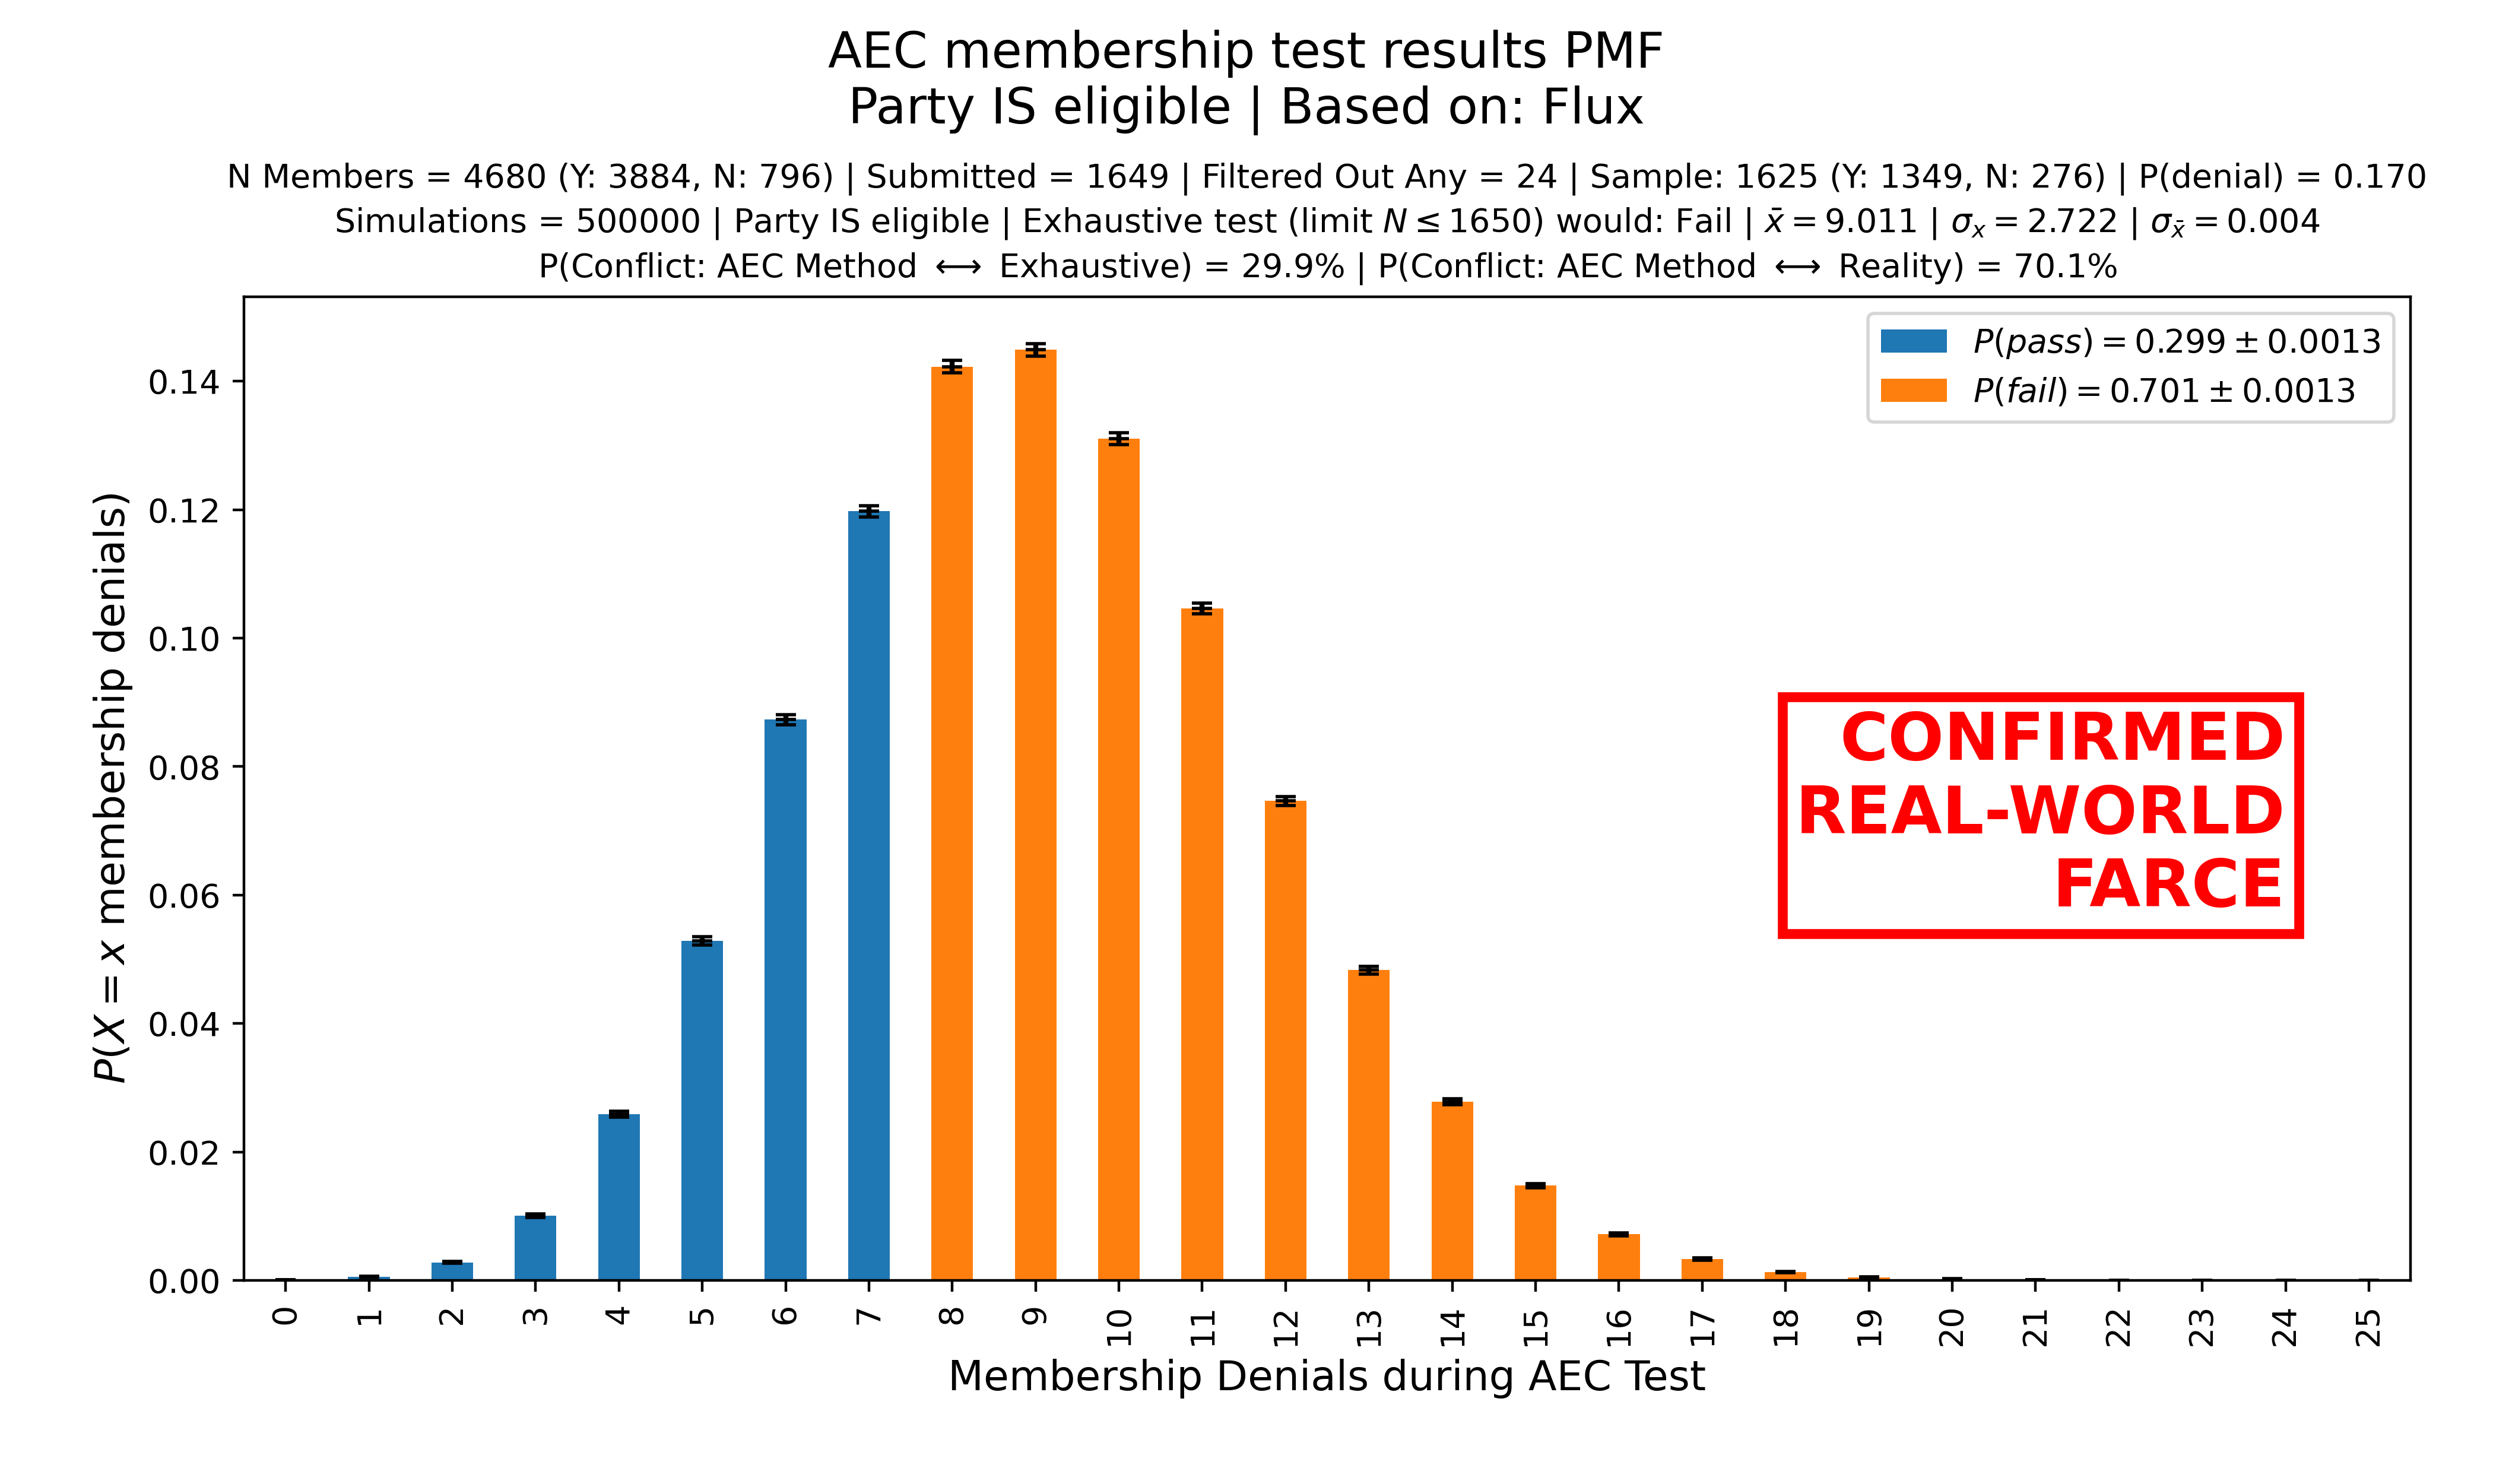 AEC membership test results PMF
Party IS eligible | Based on: Flux
N Members = 4680 (Y: 3884, N: 796) | Submitted = 1649 | Filtered Out Any = 24 | Sample: 1625 (Y: 1349, N: 276) | P(denial) = 0.170
Simulations = 500000 | Party IS eligible | Exhaustive test (limit N ≤ 1650) would: Fail | x̄ = 9.011 | σₓ = 2.722 | σ_x̄ = 0.004
P(Conflict: AEC Method ⟷ Exhaustive) = 29.9% | P(Conflict: AEC Method ⟷ Reality) = 70.1%
P(pass) = 0.299 ± 0.0013
P(fail) = 0.701 ± 0.0013
CONFIRMED
REAL-WORLD
FARCE
P(X = x membership denials)
0.14
0.12
0.10
0.08
0.06
0.04
0.02
0.00
0 1 2 3 4 5 6 7 8 9 10 11 12 13 14 15 16 17 18 19 20 21 22 23 24 25
Membership Denials during AEC Test